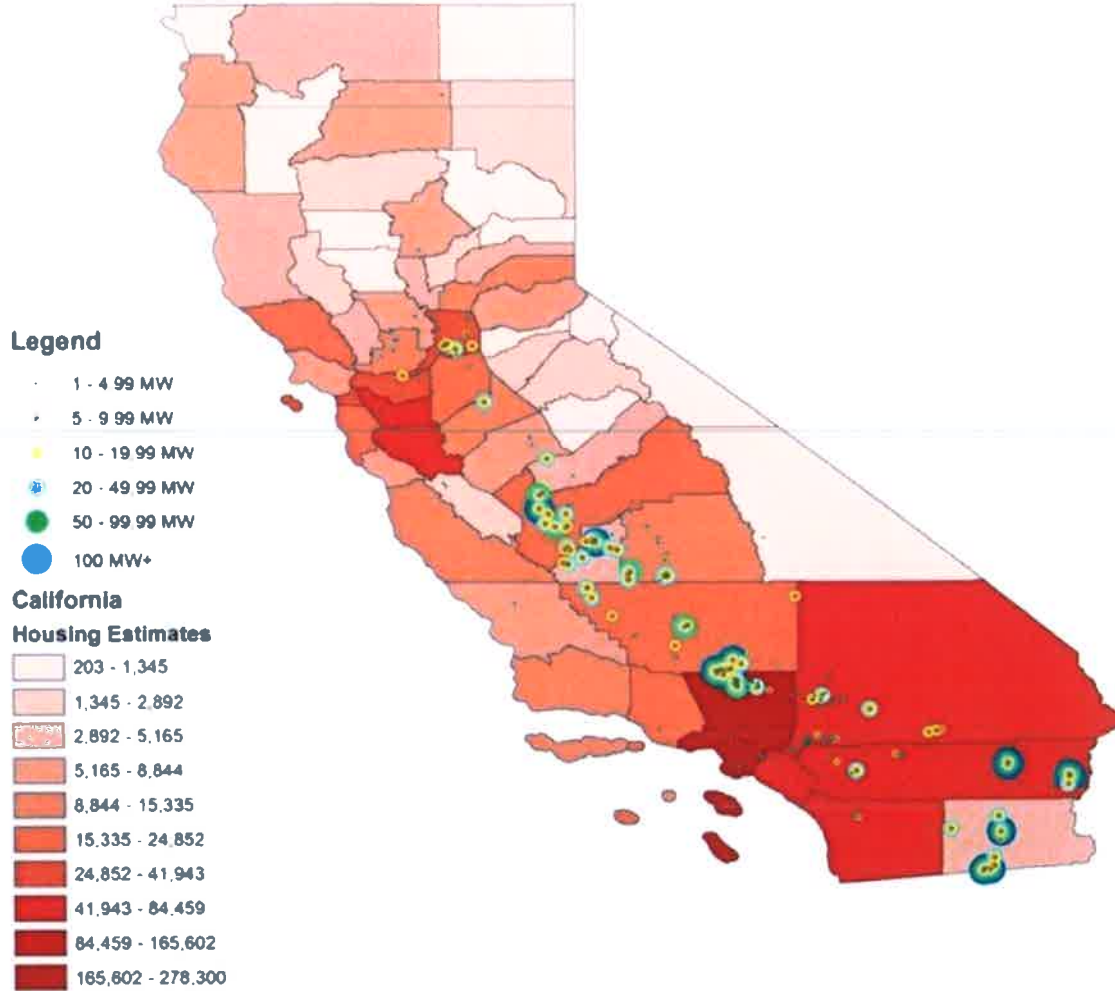 Legend
1 - 4 99 MW
5 - 9 99 MW
10 - 19 99 MW
20 - 49.99 MW
50 - 99.99 MW
100 MW+
California
Housing Estimates
203 - 1,345
1,345 - 2,892
2,892 - 5,165
5,165 - 8,844
8,844 - 15,335
15,335 - 24,852
24,852 - 41,943
41,943 - 84,459
84,459 - 165,602
165,602 - 278,300